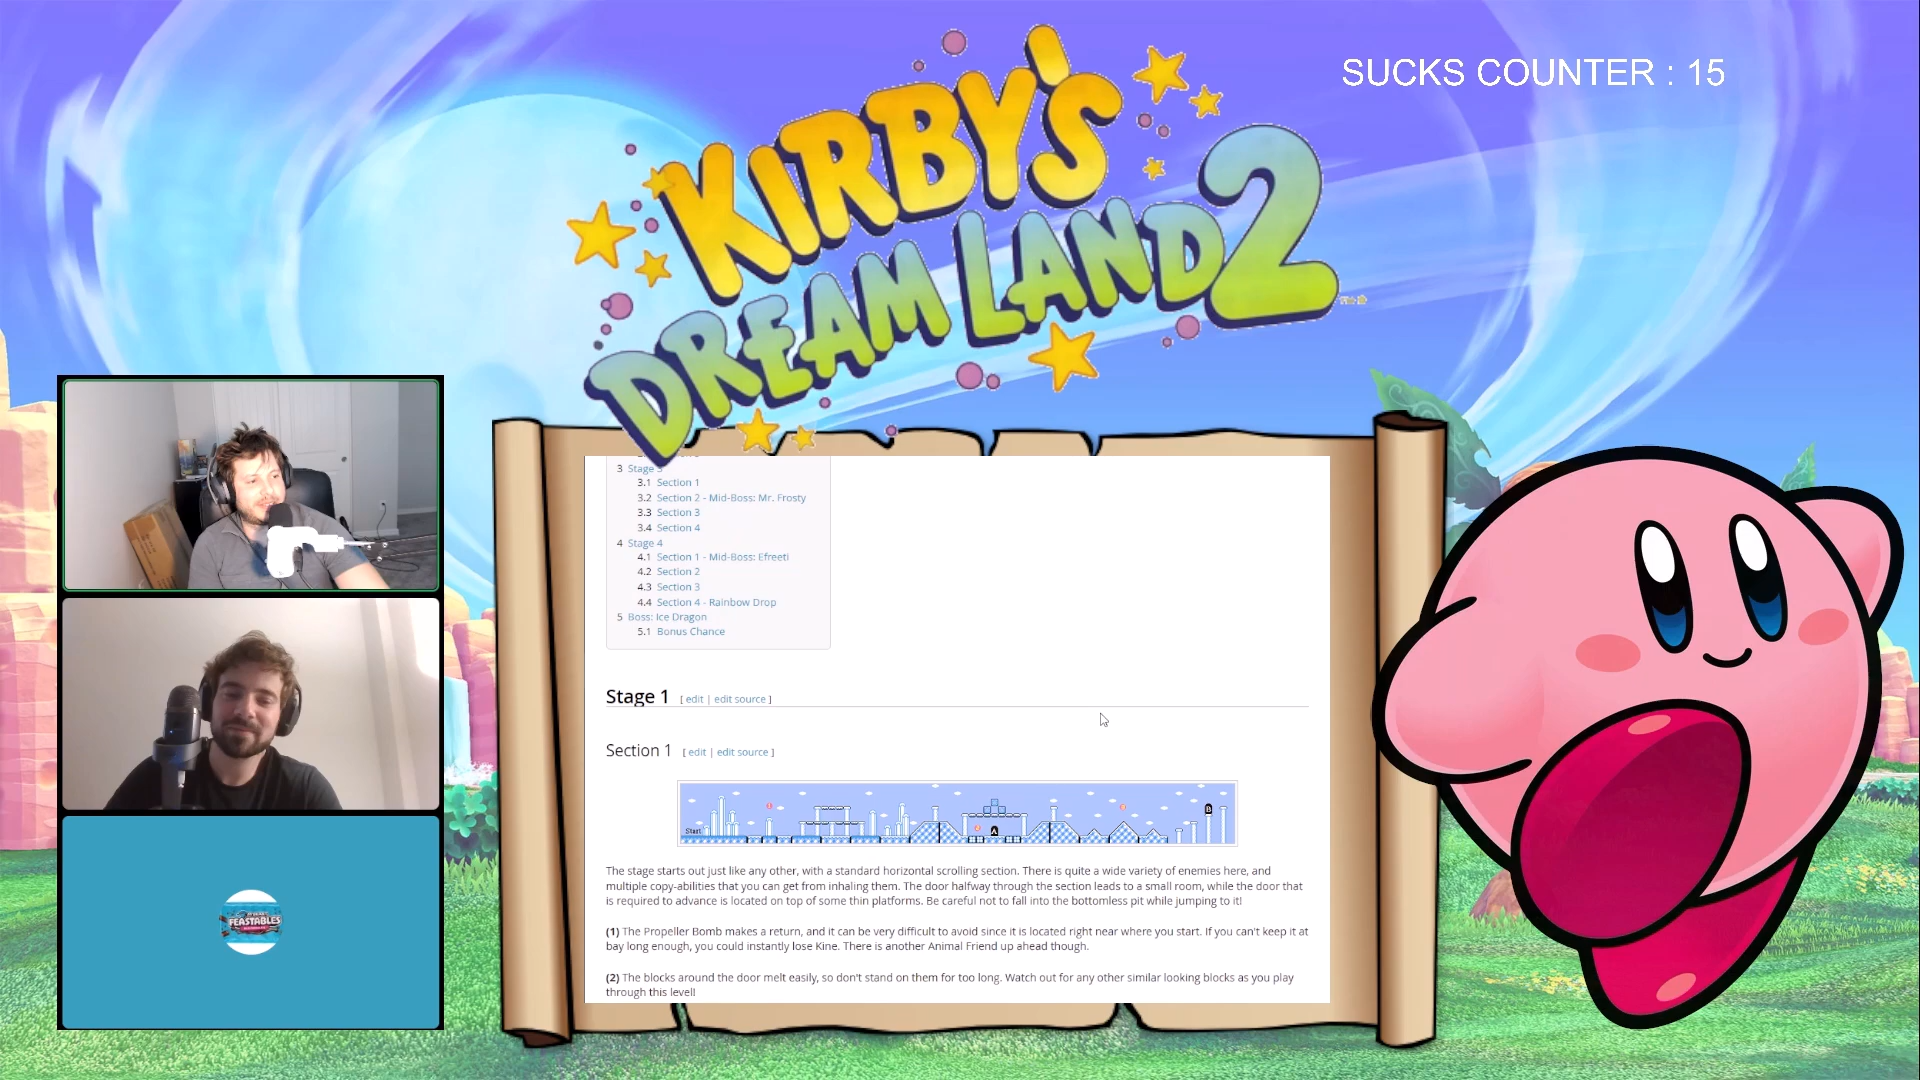 SUCKS COUNTER : 15
KIRBY'S
DREAM LAND 2
3 Stage 3
3.1 Section 1
3.2 Section 2 - Mid-Boss: Mr. Frosty
3.3 Section 3
3.4 Section 4
4 Stage 4
4.1 Section 1 - Mid-Boss: Efreeti
4.2 Section 2
4.3 Section 3
4.4 Section 4 - Rainbow Drop
5 Boss: Ice Dragon
5.1 Bonus Chance
Stage 1 [ edit | edit source ]
Section 1 [ edit | edit source ]
Start
A
B
The stage starts out just like any other, with a standard horizontal scrolling section. There is quite a wide variety of enemies here, and
multiple copy-abilities that you can get from inhaling them. The door halfway through the section leads to a small room, while the door that
is required to advance is located on top of some thin platforms. Be careful not to fall into the bottomless pit while jumping to it!
(1) The Propeller Bomb makes a return, and it can be very difficult to avoid since it is located right near where you start. If you can't keep it at
bay long enough, you could instantly lose Kine. There is another Animal Friend up ahead though.
(2) The blocks around the door melt easily, so don't stand on them for too long. Watch out for any other similar looking blocks as you play
through this level!
FEASTABLES